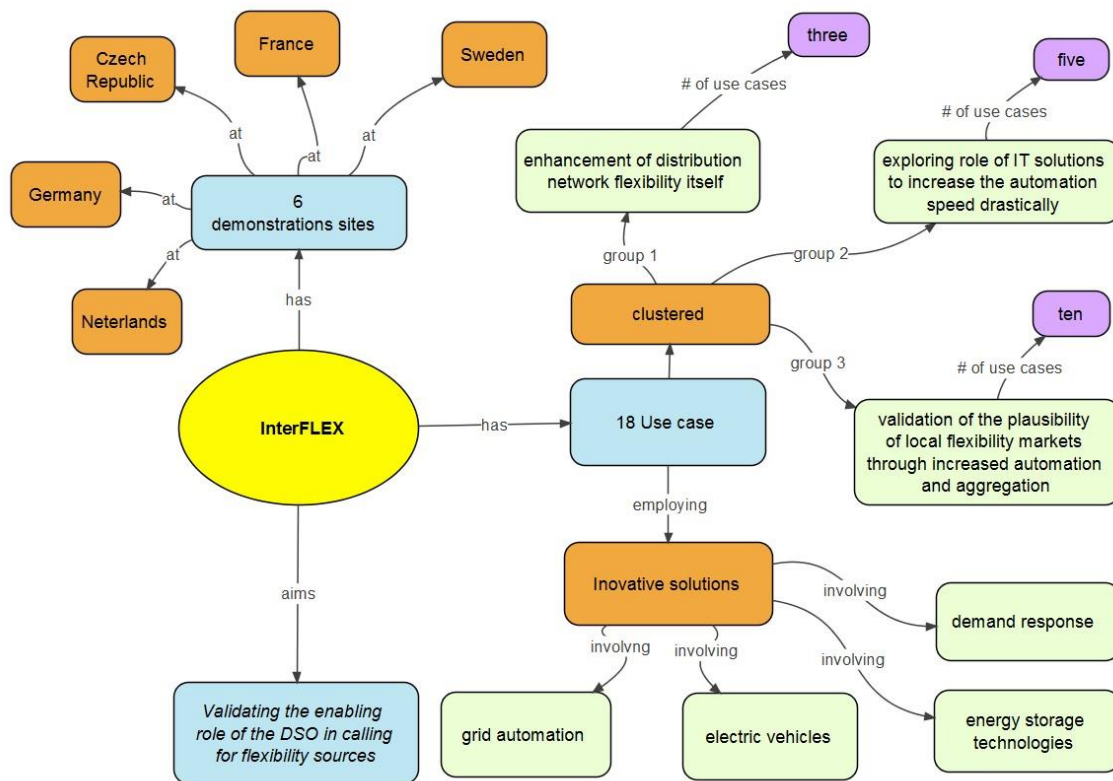 France
Czech
Republic
Sweden
at
at
at
Germany
at
6
demonstrations sites
at
Neterlands
has
InterFLEX
has
aims
Validating the enabling
role of the DSO in calling
for flexibility sources
three
# of use cases
enhancement of distribution
network flexibility itself
five
# of use cases
exploring role of IT solutions
to increase the automation
speed drastically
group 1
group 2
clustered
group 3
ten
# of use cases
validation of the plausibility
of local flexibility markets
through increased automation
and aggregation
18 Use case
employing
Inovative solutions
involving
demand response
involvng
involving
involving
grid automation
electric vehicles
energy storage
technologies